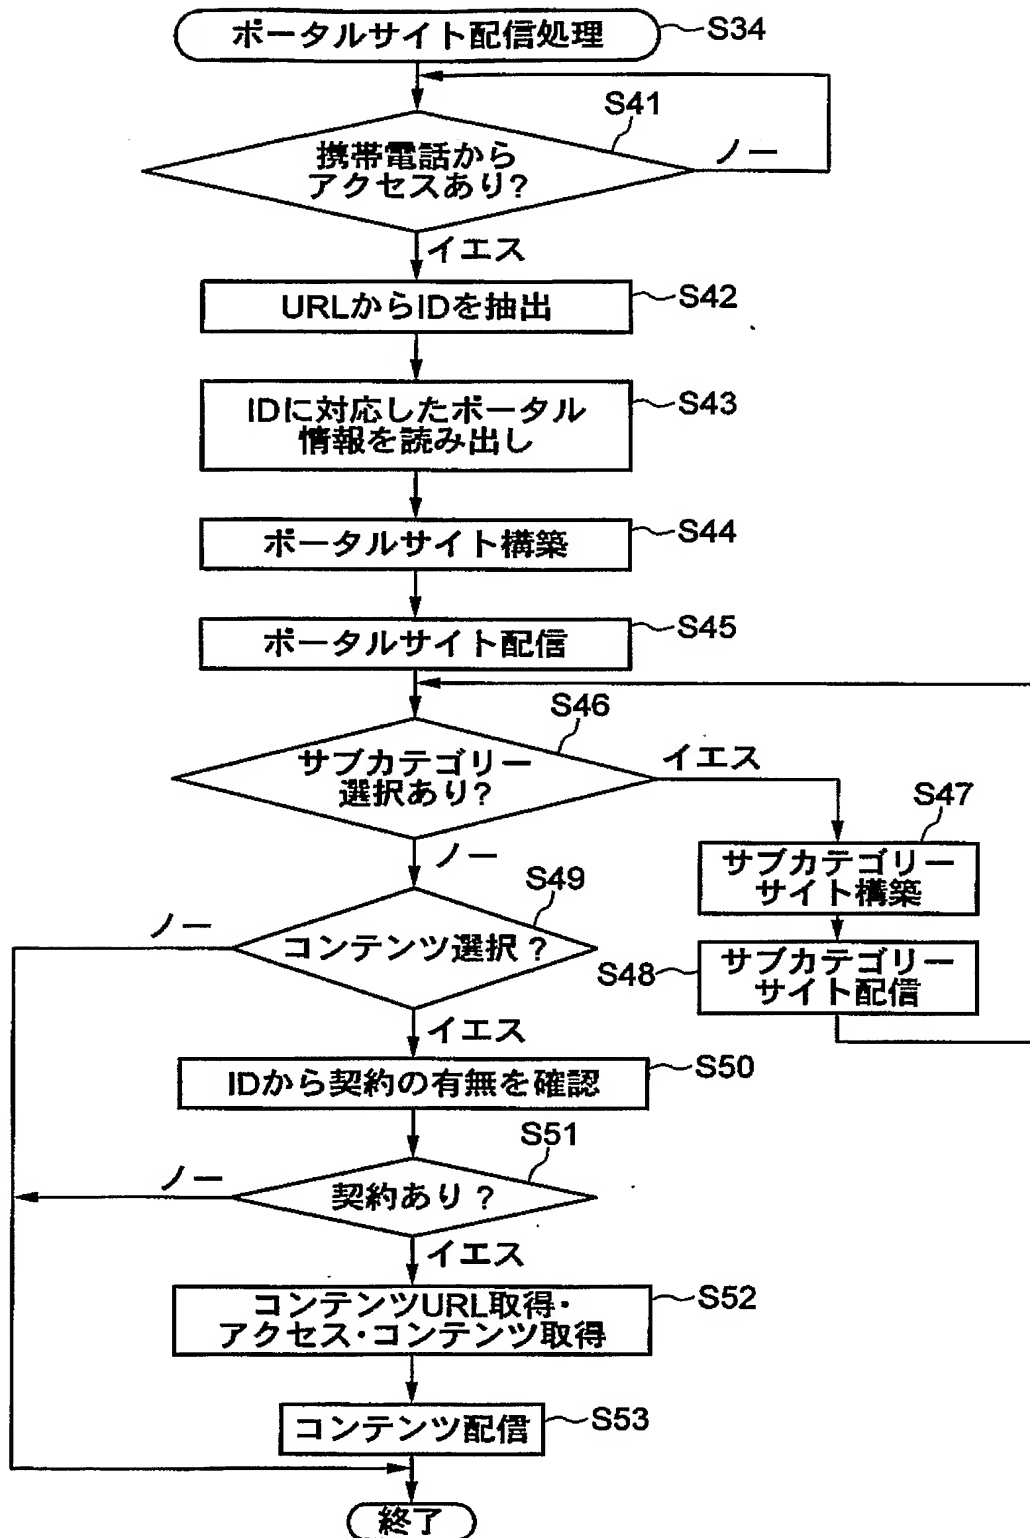 ポータルサイト配信処理
S34
S41
携帯電話から
アクセスあり?
ノー
イエス
URLからIDを抽出
S42
IDに対応したポータル
情報を読み出し
S43
ポータルサイト構築
S44
ポータルサイト配信
S45
S46
サブカテゴリー
選択あり?
イエス
ノー
S47
サブカテゴリー
サイト構築
S48
サブカテゴリー
サイト配信
S49
コンテンツ選択?
ノー
イエス
IDから契約の有無を確認
S50
S51
契約あり?
ノー
イエス
コンテンツURL取得・
アクセス・コンテンツ取得
S52
コンテンツ配信
S53
終了